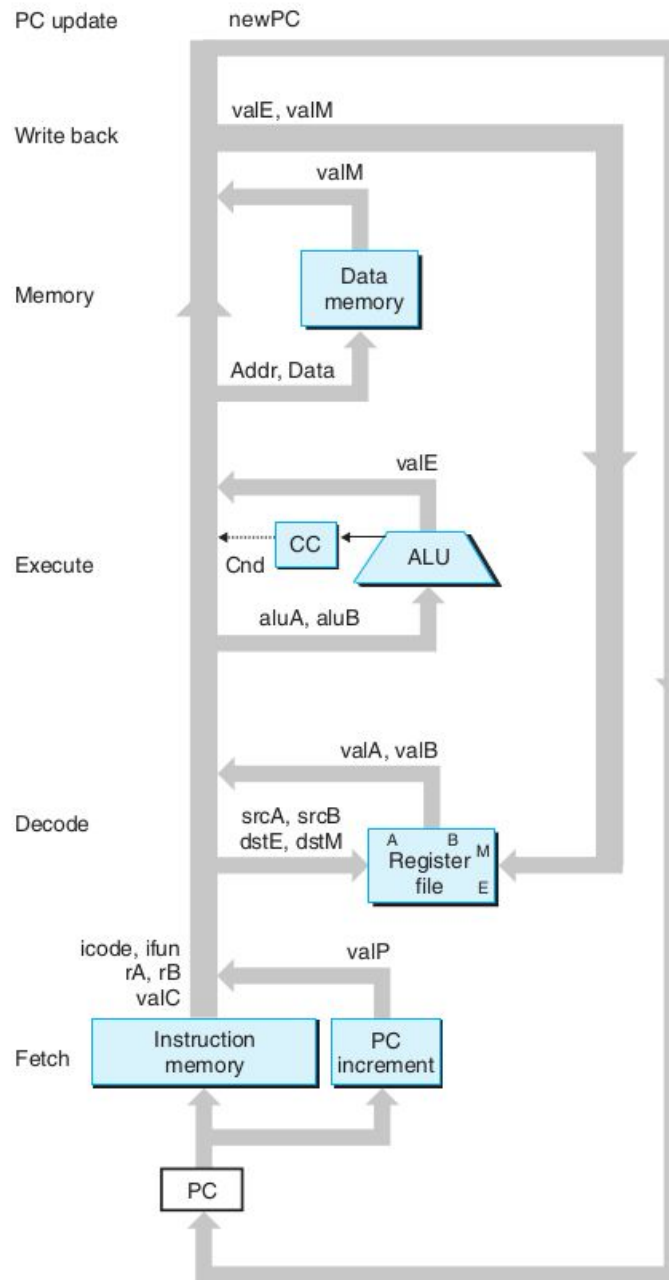 PC update
newPC
Write back
valE, valM
valM
Data
memory
Memory
Addr, Data
valE
CC
ALU
Cnd
Execute
aluA, aluB
valA, valB
Decode
srcA, srcB
dstE, dstM
A B
M
Register
file
E
icode, ifun
rA, rB
valC
valP
Fetch
Instruction
memory
PC
increment
PC